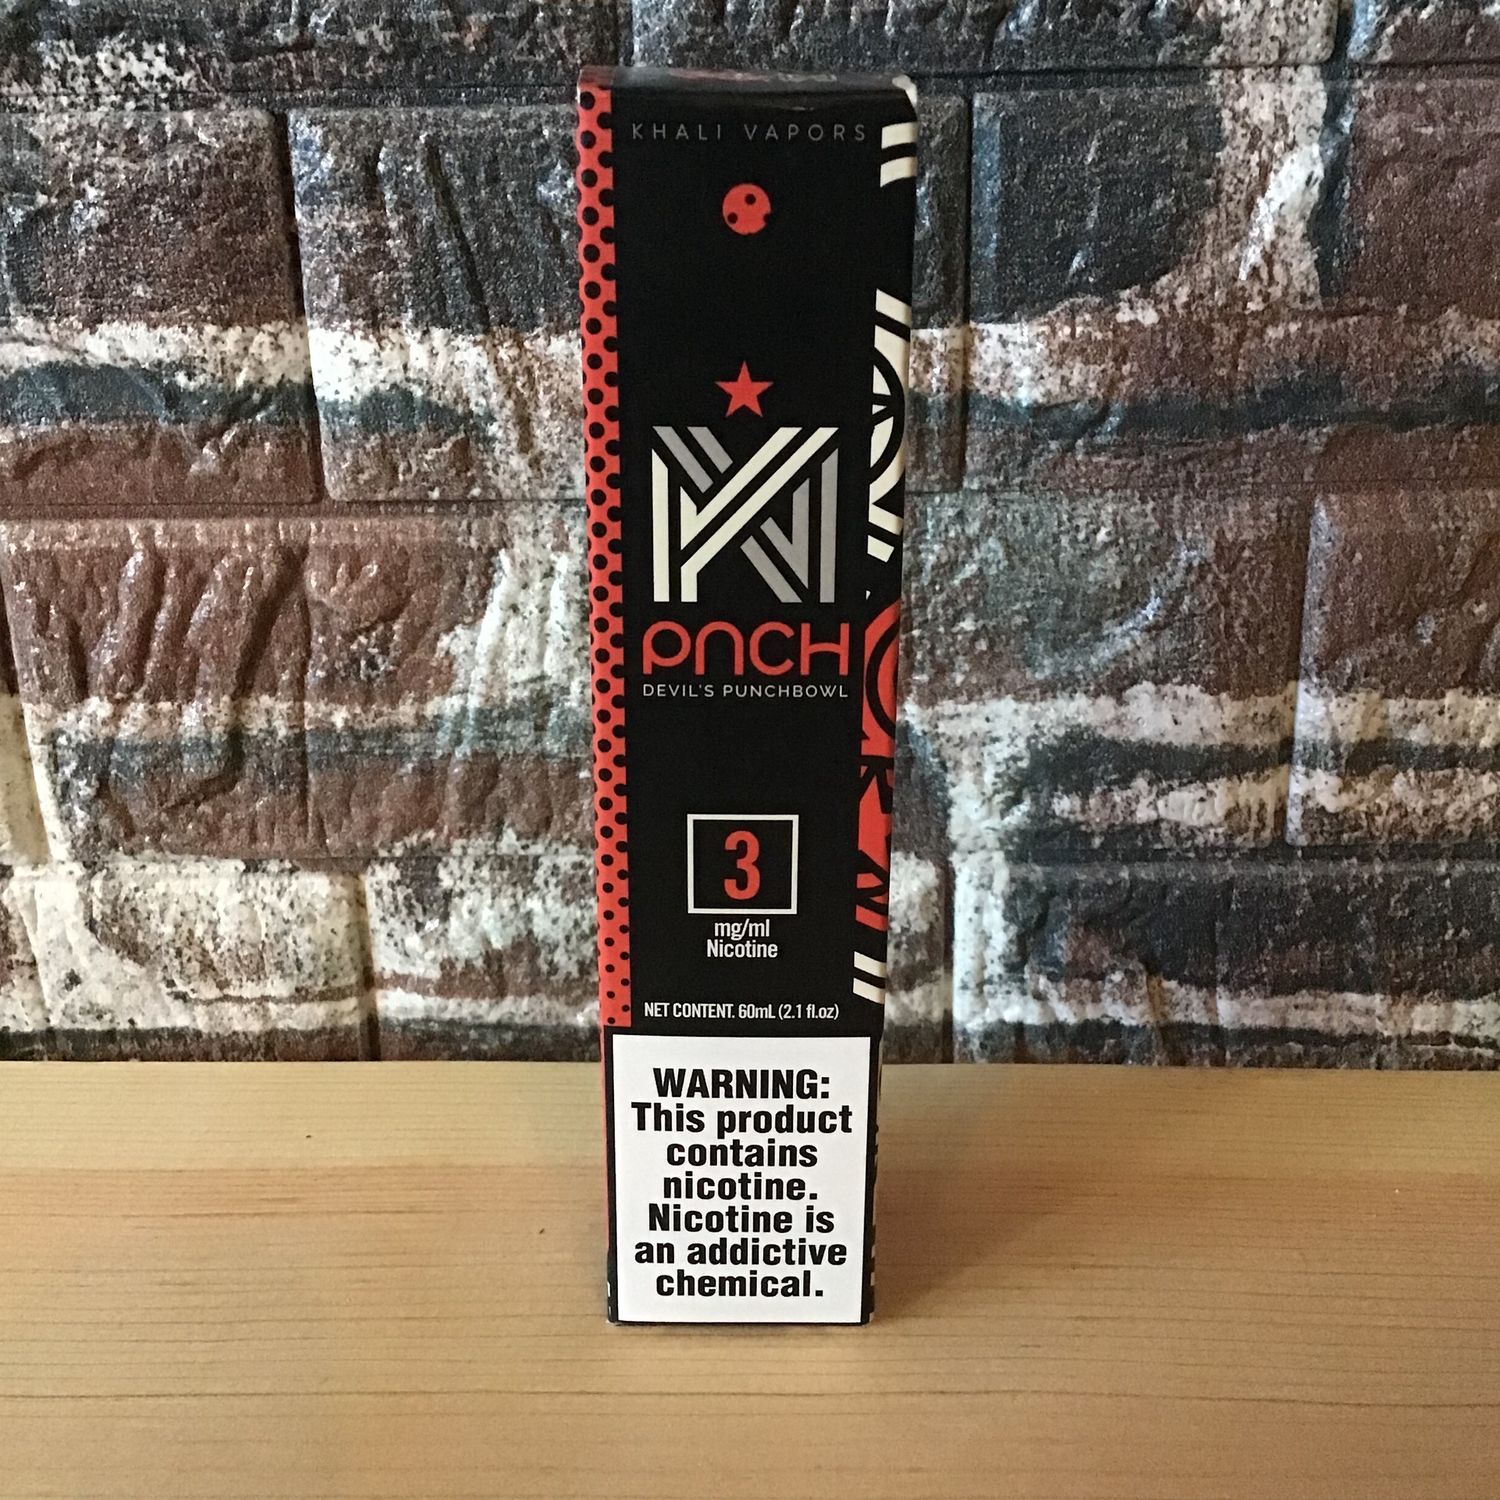 KHALI VAPORS
PNCH
DEVIL'S PUNCHBOWL
3
mg/ml
Nicotine
NET CONTENT. 60mL (2.1 fl.oz)
WARNING:
This product
contains
nicotine.
Nicotine is
an addictive
chemical.